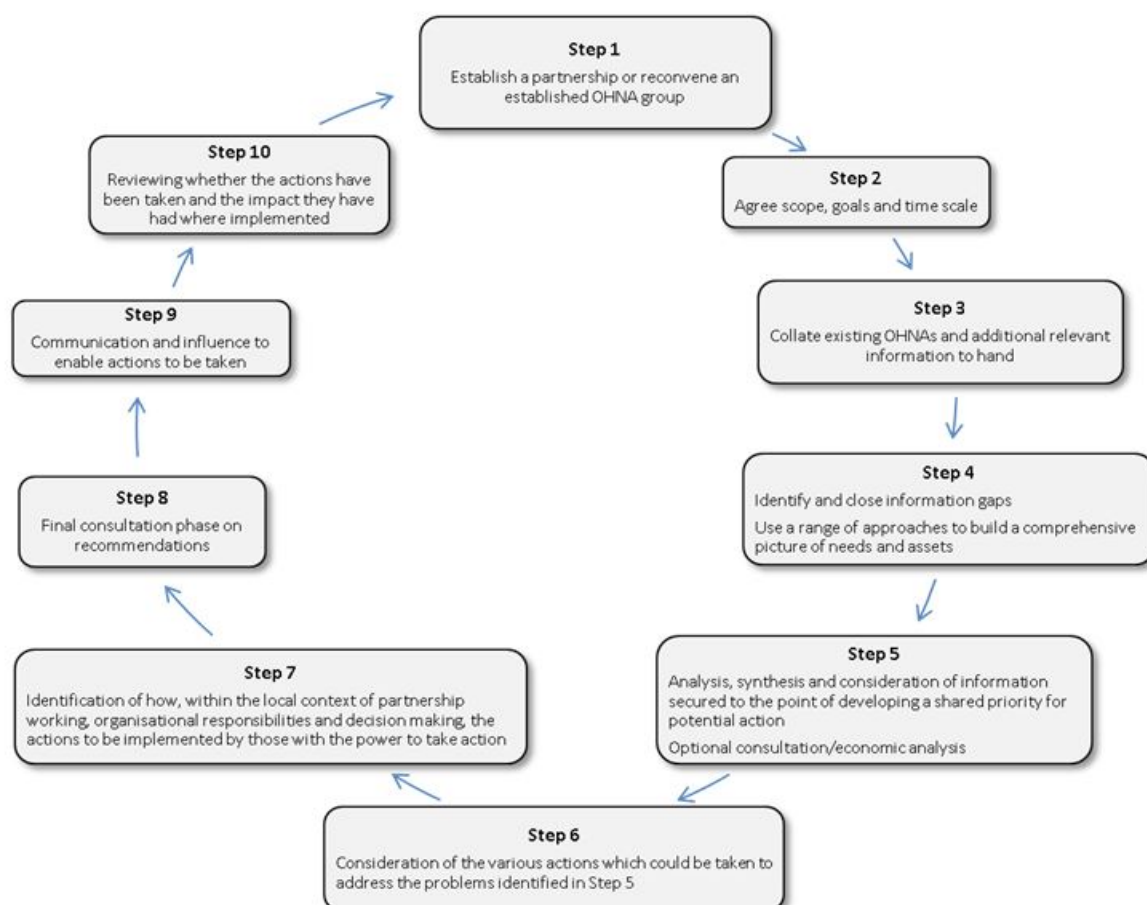 Step 1
Establish a partnership or reconvene an
established OHNA group
Step 2
Agree scope, goals and time scale
Step 3
Collate existing OHNAs and additional relevant
information to hand
Step 4
Identify and close information gaps
Use a range of approaches to build a comprehensive
picture of needs and assets
Step 5
Analysis, synthesis and consideration of information
secured to the point of developing a shared priority for
potential action
Optional consultation/economic analysis
Step 6
Consideration of the various actions which could be taken to
address the problems identified in Step 5
Step 7
Identification of how, within the local context of partnership
working, organisational responsibilities and decision making, the
actions to be implemented by those with the power to take action
Step 8
Final consultation phase on
recommendations
Step 9
Communication and influence to
enable actions to be taken
Step 10
Reviewing whether the actions have
been taken and the impact they have
had where implemented